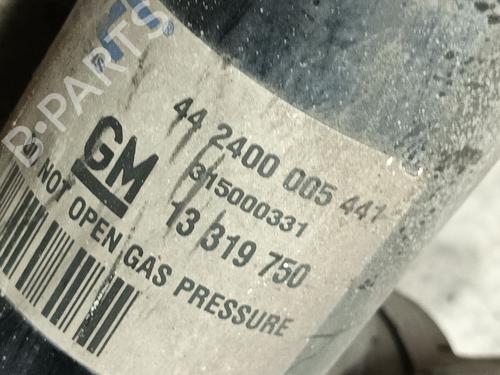 B-PARTS
44 2400 005 441
GM
315000331
13 319 750
NOT OPEN GAS PRESSURE